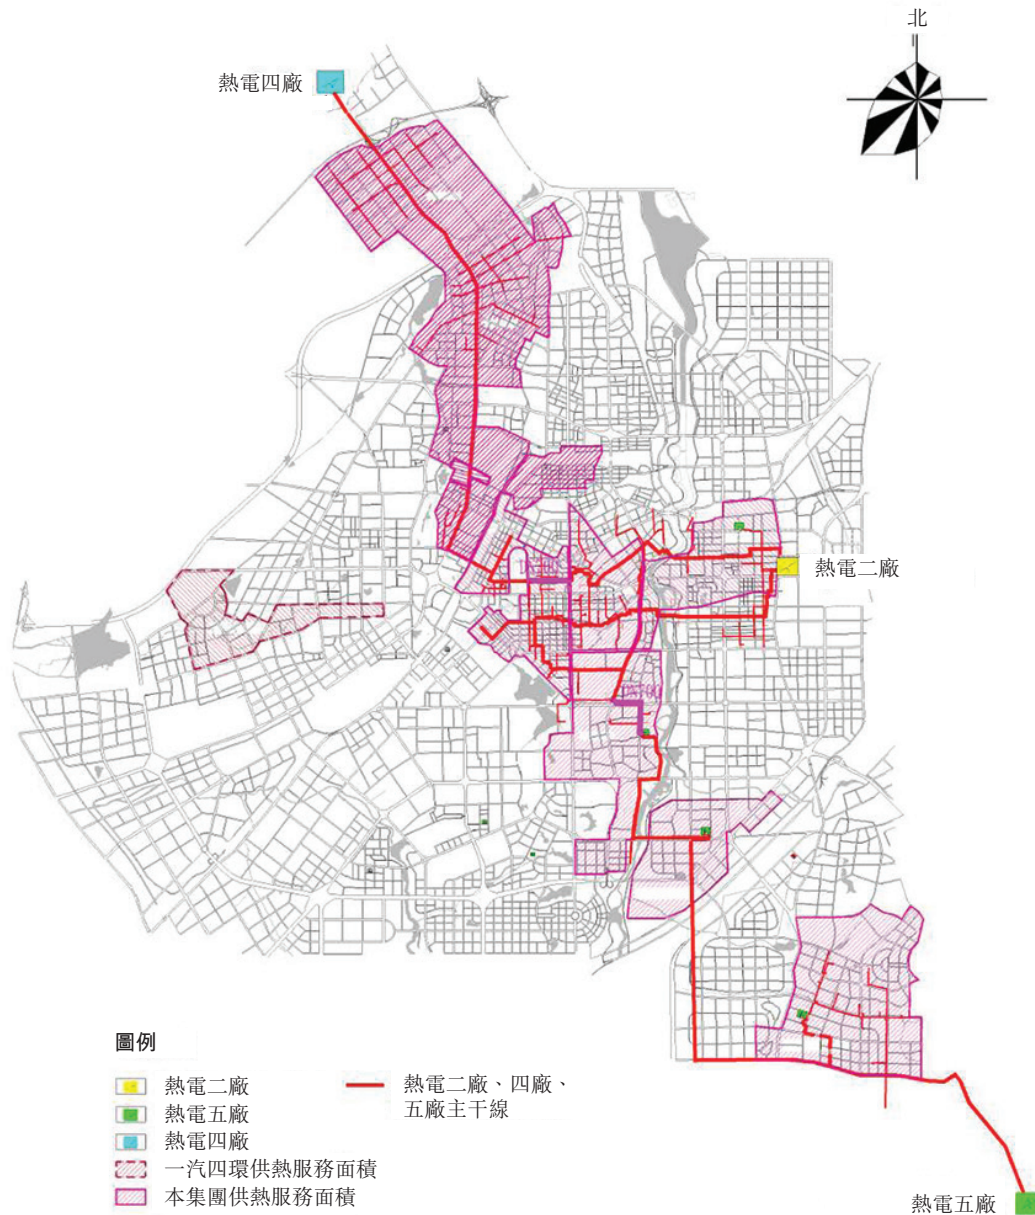 北
熱電四廠
熱電二廠
圖例
熱電二廠
熱電五廠
熱電四廠
一汽四環供熱服務面積
本集團供熱服務面積
熱電二廠、四廠、
五廠主干線
熱電五廠